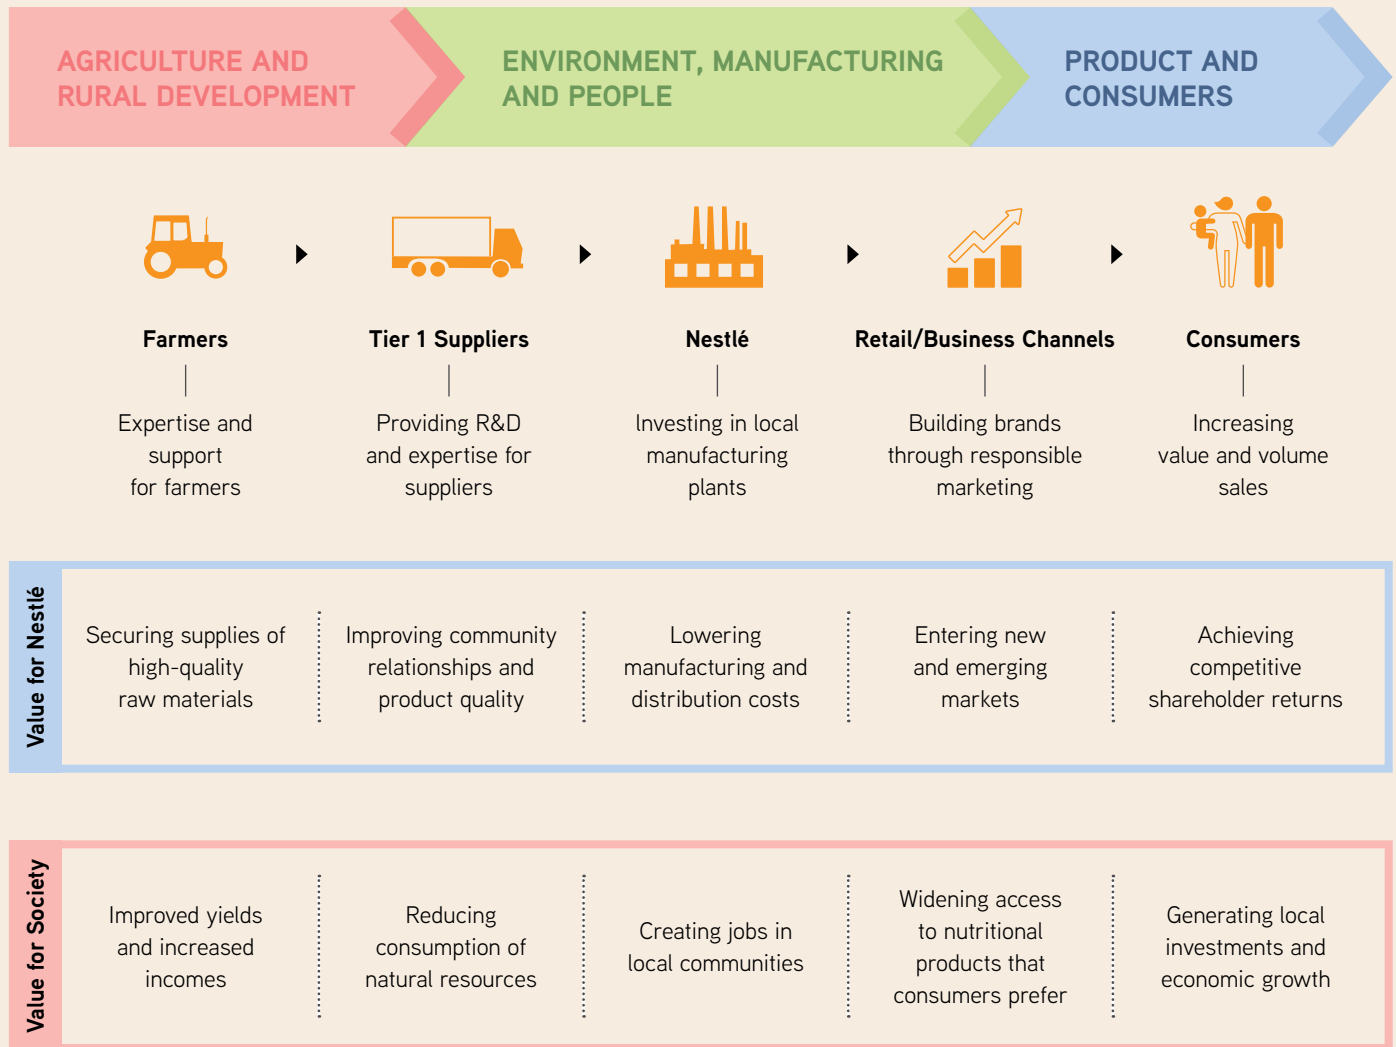 AGRICULTURE AND
RURAL DEVELOPMENT
ENVIRONMENT, MANUFACTURING
AND PEOPLE
PRODUCT AND
CONSUMERS
Farmers
Expertise and
support
for farmers
Tier 1 Suppliers
Providing R&D
and expertise for
suppliers
Nestlé
Investing in local
manufacturing
plants
Retail/Business Channels
Building brands
through responsible
marketing
Consumers
Increasing
value and volume
sales
Value for Nestlé
Securing supplies of
high-quality
raw materials
Improving community
relationships and
product quality
Lowering
manufacturing and
distribution costs
Entering new
and emerging
markets
Achieving
competitive
shareholder returns
Value for Society
Improved yields
and increased
incomes
Reducing
consumption of
natural resources
Creating jobs in
local communities
Widening access
to nutritional
products that
consumers prefer
Generating local
investments and
economic growth